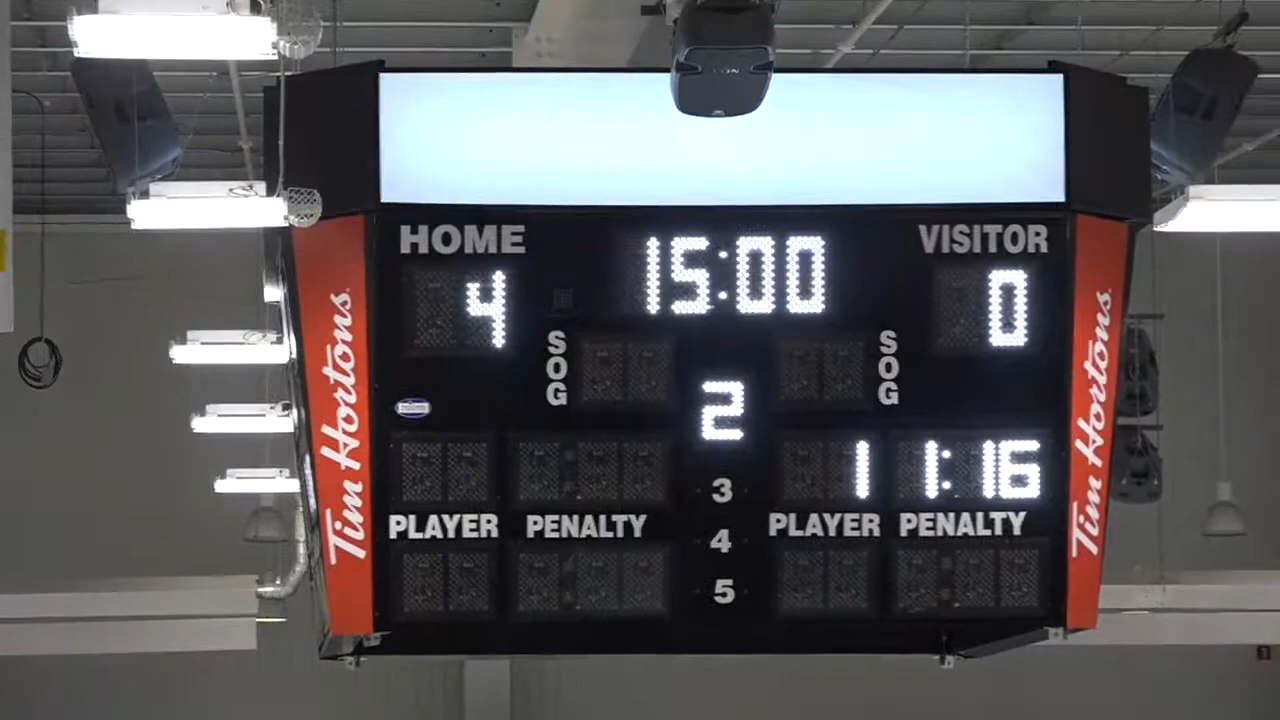 HOME
15:00
VISITOR
4
0
SOG
SOG
2
1
1:16
3
PLAYER
PENALTY
PLAYER
PENALTY
4
5
Tim Hortons
Tim Hortons